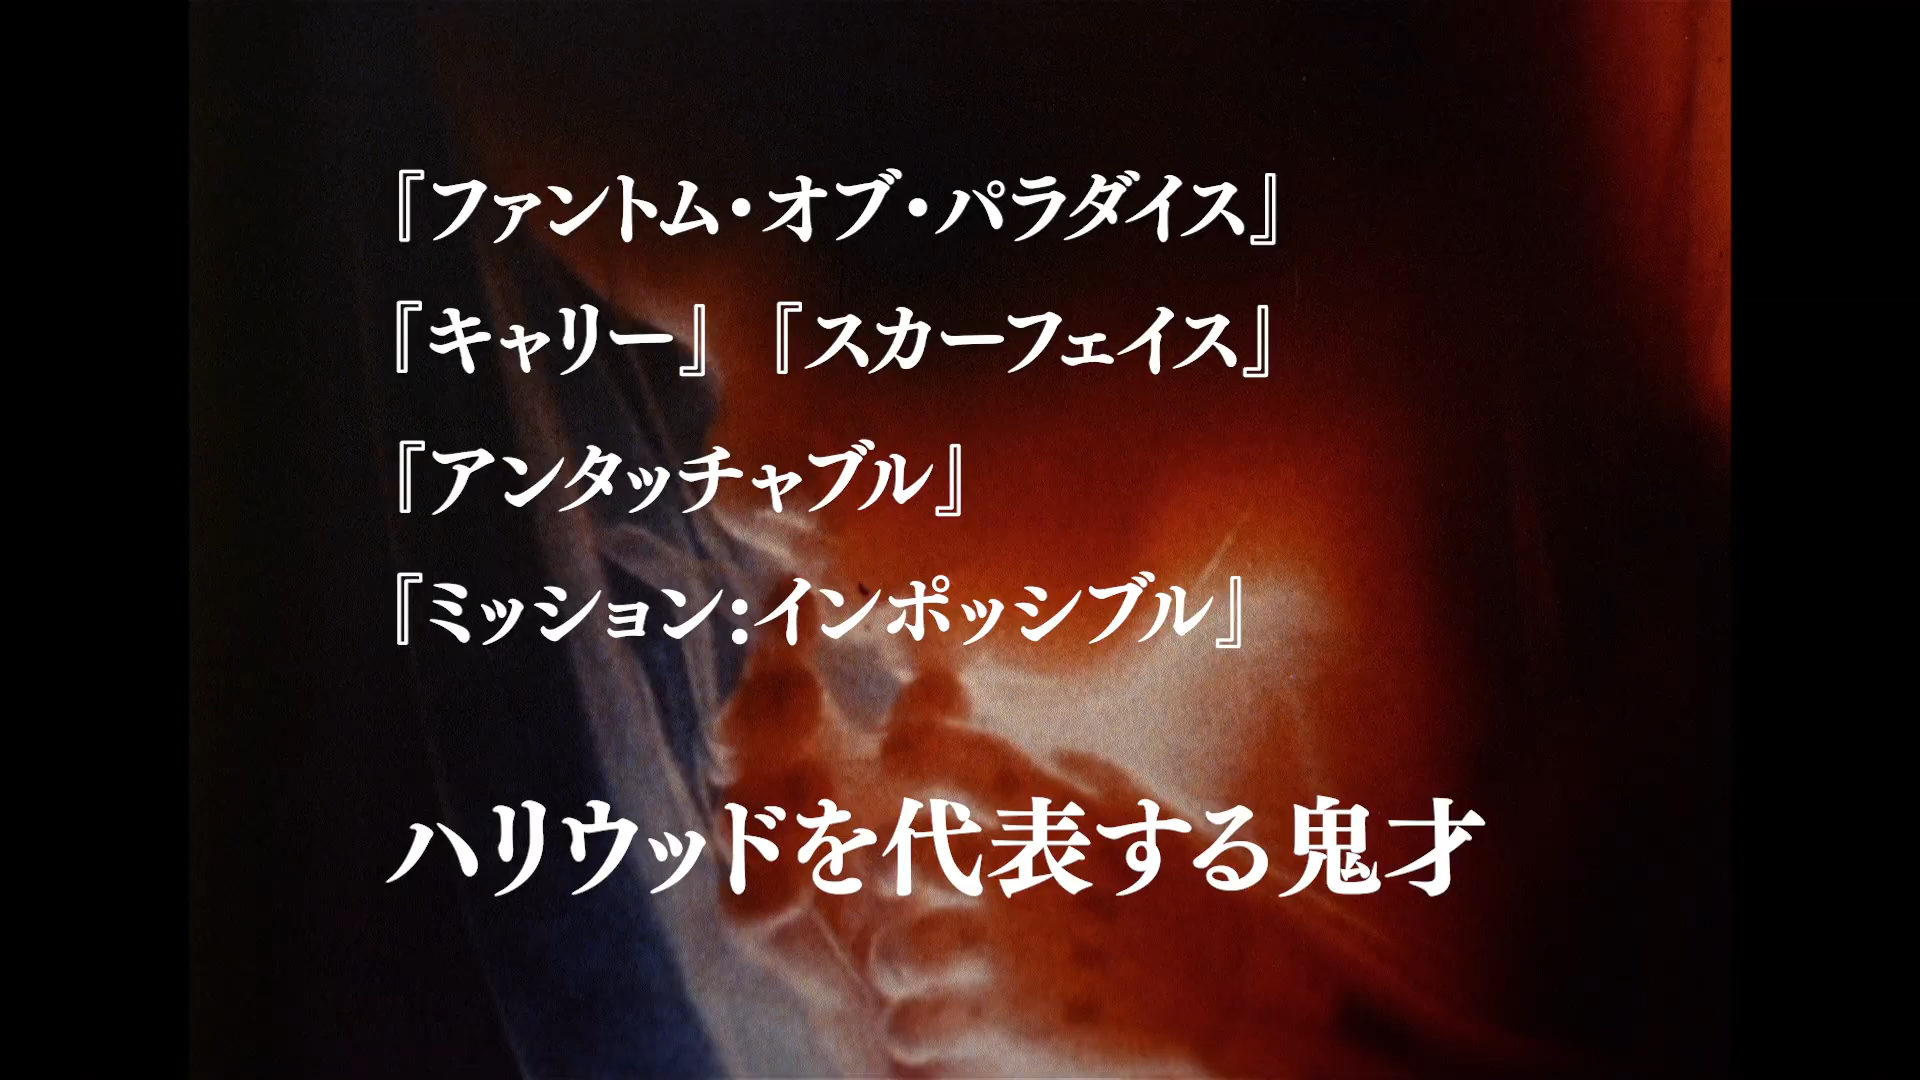 『ファントム・オブ・パラダイス』
『キャリー』 『スカーフェイス』
『アンタッチャブル』
『ミッション:インポッシブル』
ハリウッドを代表する鬼才